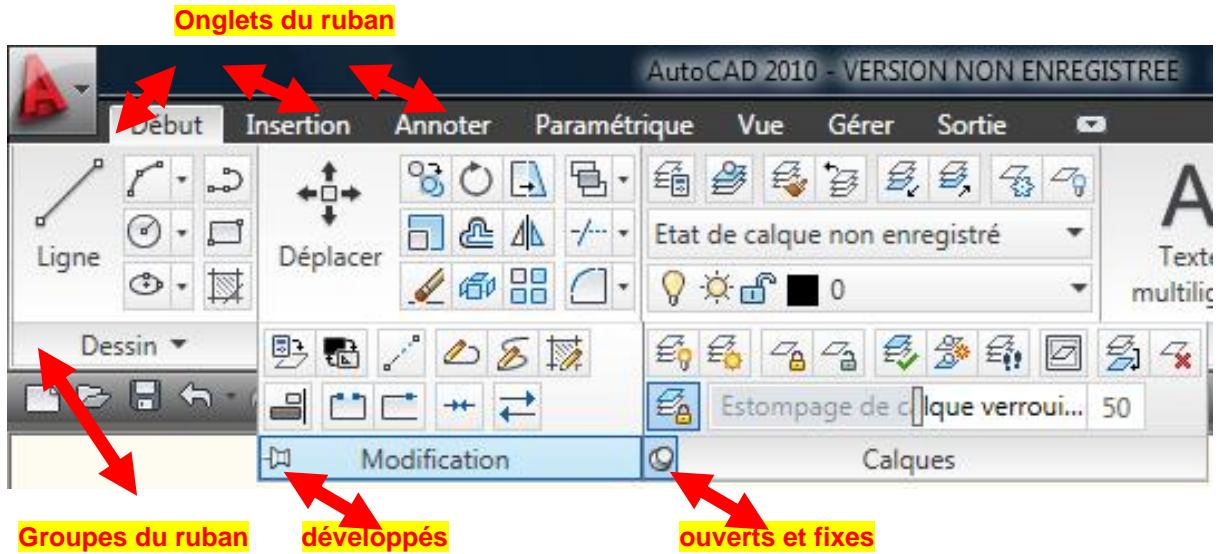 Onglets du ruban
AutoCAD 2010 - VERSION NON ENREGISTREE
Début Insertion Annoter Paramétrique Vue Gérer Sortie
Ligne
Déplacer
Etat de calque non enregistré
0
Texte
multilig
Dessin
Estompage de calque verroui... 50
Modification
Calques
Groupes du ruban
développés
ouverts et fixes